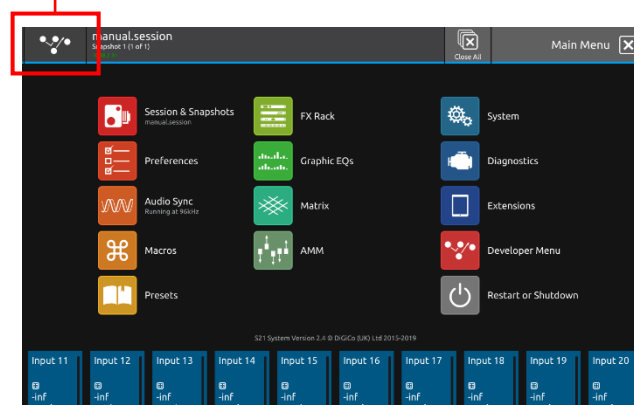 manual.session
Snapshot 1 (1 of 1)
Close All
Main Menu
Session & Snapshots
manual.session
FX Rack
System
Preferences
Graphic EQs
Diagnostics
Audio Sync
Running at 96kHz
Matrix
Extensions
Macros
AMM
Developer Menu
Presets
Restart or Shutdown
S21 System Version 2.4 © DiGiCo (UK) Ltd 2015-2019
Input 11 Input 12 Input 13 Input 14 Input 15 Input 16 Input 17 Input 18 Input 19 Input 20
-inf -inf -inf -inf -inf -inf -inf -inf -inf -inf